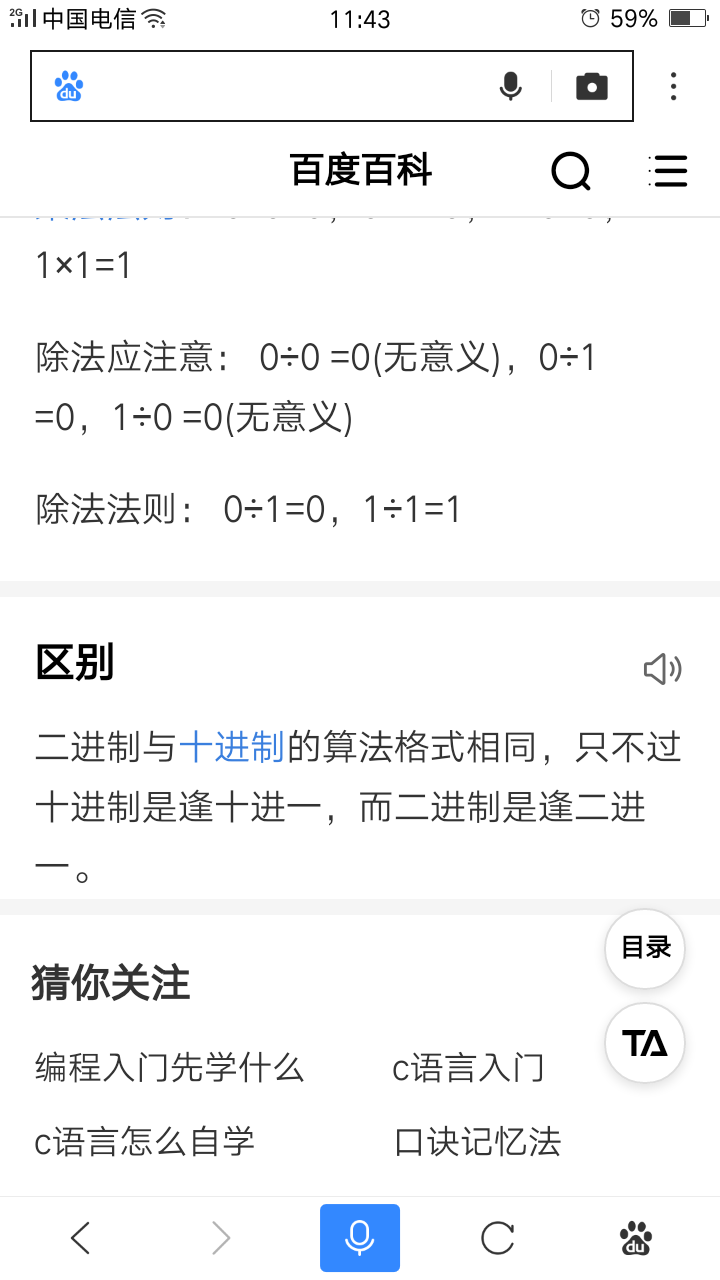 2G 中国电信 11:43 59%
du
百度百科
1×1=1
除法应注意： 0÷0 =0(无意义)，0÷1
=0，1÷0 =0(无意义)
除法法则： 0÷1=0，1÷1=1
区别
二进制与十进制的算法格式相同，只不过
十进制是逢十进一，而二进制是逢二进
一。
目录
猜你关注
TA
编程入门先学什么 c语言入门
c语言怎么自学 口诀记忆法
du